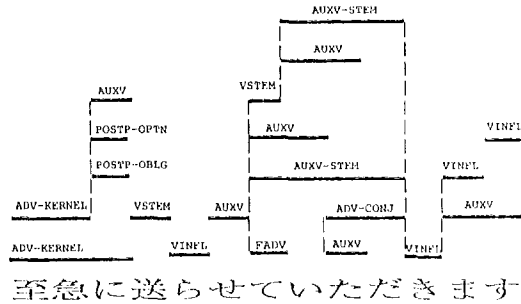 AUXV-STEM
AUXV
AUXV VSTEM
POSTP-OPTN AUXV VINFL
POSTP-OBLG AUXV-STEM VINFL
ADV-KERNEL VSTEM AUXV ADV-CONJ AUXV
ADV-KERNEL VINFL FADV AUXV VINFL
至急に送らせていただきます